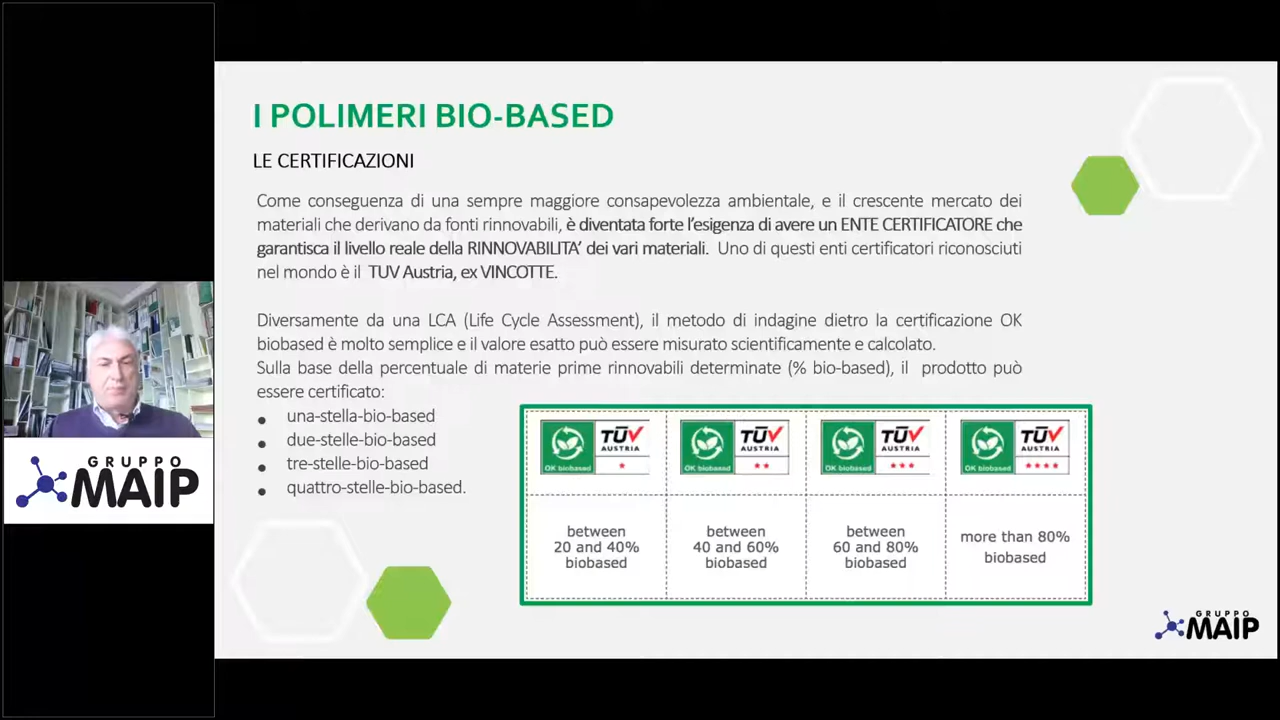 I POLIMERI BIO-BASED
LE CERTIFICAZIONI
Come conseguenza di una sempre maggiore consapevolezza ambientale, e il crescente mercato dei
materiali che derivano da fonti rinnovabili, è diventata forte l'esigenza di avere un ENTE CERTIFICATORE che
garantisca il livello reale della RINNOVABILITA' dei vari materiali. Uno di questi enti certificatori riconosciuti
nel mondo è il TUV Austria, ex VINCOTTE.
Diversamente da una LCA (Life Cycle Assessment), il metodo di indagine dietro la certificazione OK
biobased è molto semplice e il valore esatto può essere misurato scientificamente e calcolato.
Sulla base della percentuale di materie prime rinnovabili determinate (% bio-based), il prodotto può
essere certificato:
● una-stella-bio-based
● due-stelle-bio-based
● tre-stelle-bio-based
● quattro-stelle-bio-based.
OK biobased TÜV AUSTRIA ★
between
20 and 40%
biobased
OK biobased TÜV AUSTRIA ★★
between
40 and 60%
biobased
OK biobased TÜV AUSTRIA ★★★
between
60 and 80%
biobased
OK biobased TÜV AUSTRIA ★★★★
more than 80%
biobased
GRUPPO
MAIP
GRUPPO
MAIP